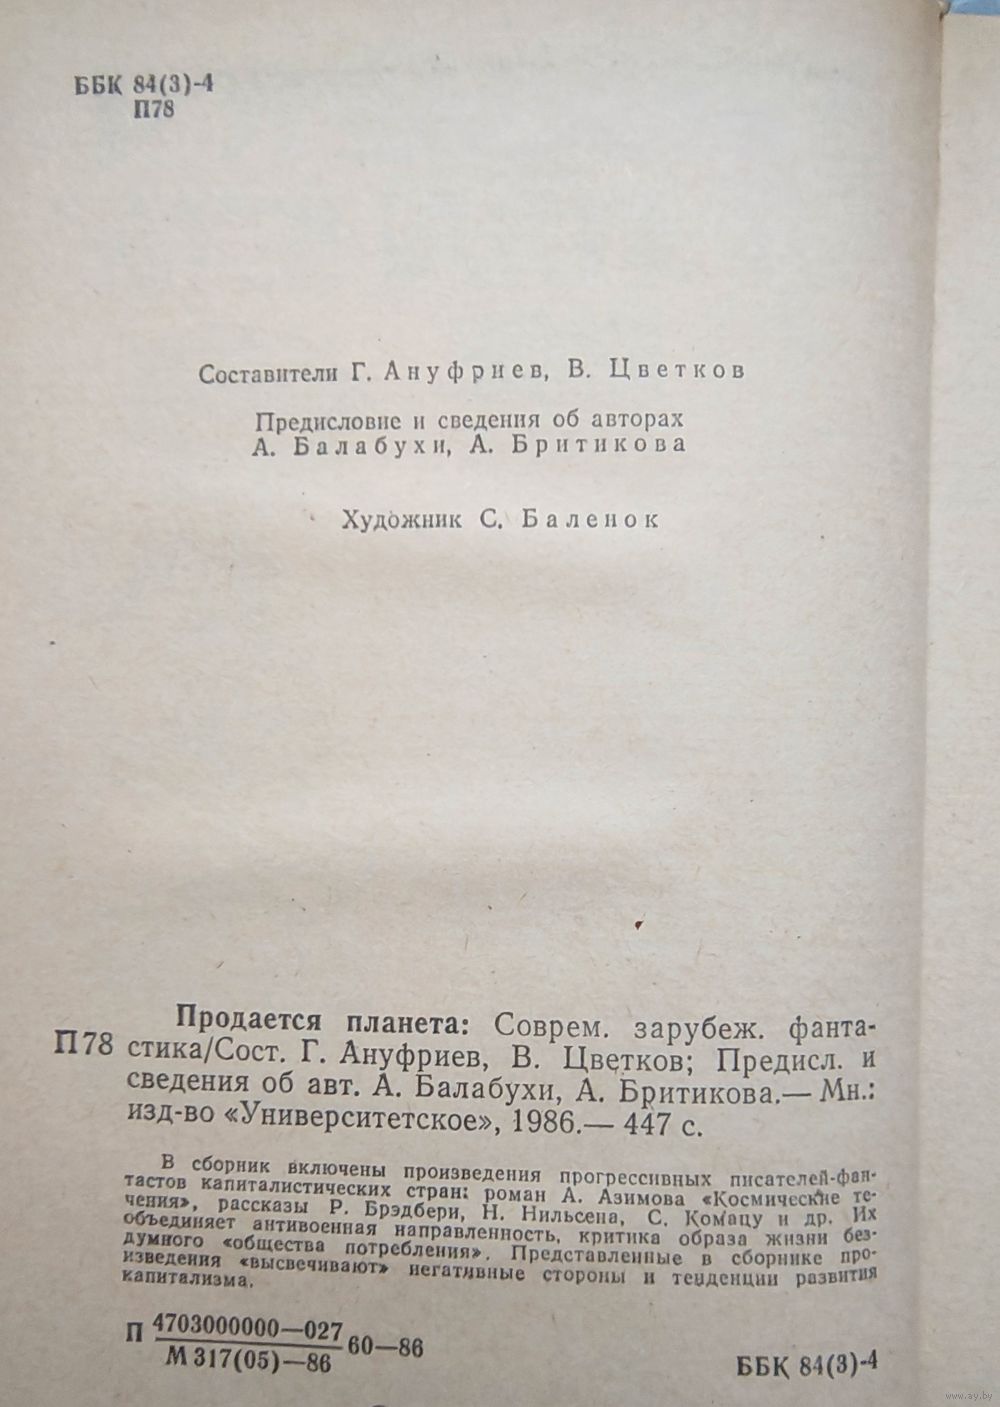 ББК 84(3)-4
П78
Составители Г. Ануфриев, В. Цветков
Предисловие и сведения об авторах
А. Балабухи, А. Бритикова
Художник С. Баленок
Продается планета: Соврем. зарубеж. фанта-
П78 стика/Сост. Г. Ануфриев, В. Цветков; Предисл. и
сведения об авт. А. Балабухи, А. Бритикова.— Мн.:
изд-во «Университетское», 1986.— 447 с.
В сборник включены произведения прогрессивных писателей-фан-
тастов капиталистических стран: роман А. Азимова «Космические те-
чения», рассказы Р. Брэдбери, Н. Нильсена, С. Комацу и др. Их
объединяет антивоенная направленность, критика образа жизни без-
думного «общества потребления». Представленные в сборнике про-
изведения «высвечивают» негативные стороны и тенденции развития
капитализма.
П 4703000000—027
М 317(05)—86 60—86
ББК 84(3)-4
www.ay.by